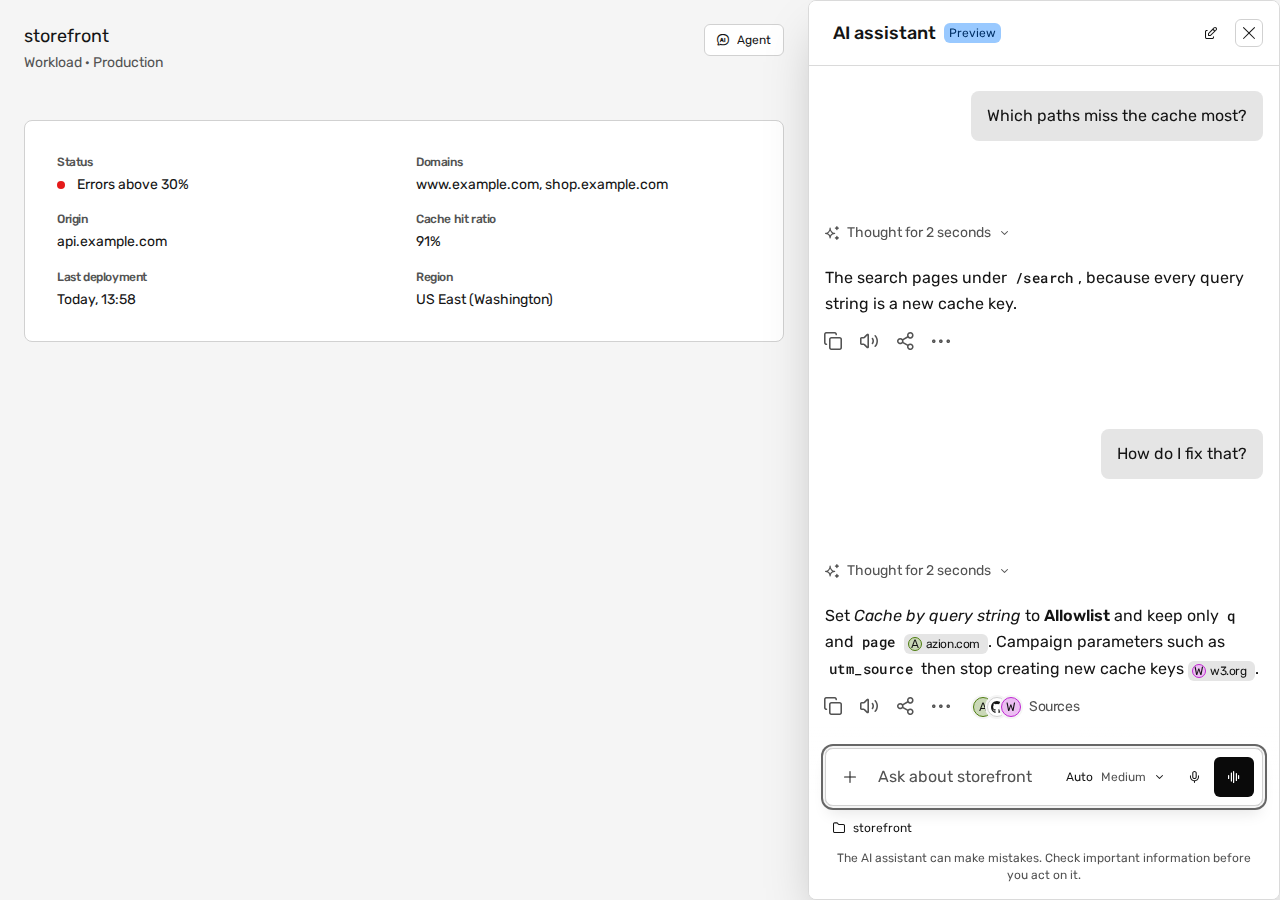 storefront
Workload • Production
Agent
Status
Errors above 30%
Domains
www.example.com, shop.example.com
Origin
api.example.com
Cache hit ratio
91%
Last deployment
Today, 13:58
Region
US East (Washington)
AI assistant
Preview
Which paths miss the cache most?
Thought for 2 seconds
The search pages under /search, because every query
string is a new cache key.
How do I fix that?
Thought for 2 seconds
Set Cache by query string to Allowlist and keep only q
and page A azion.com. Campaign parameters such as
utm_source then stop creating new cache keys W w3.org.
A W Sources
Ask about storefront
Auto Medium
storefront
The AI assistant can make mistakes. Check important information before
you act on it.